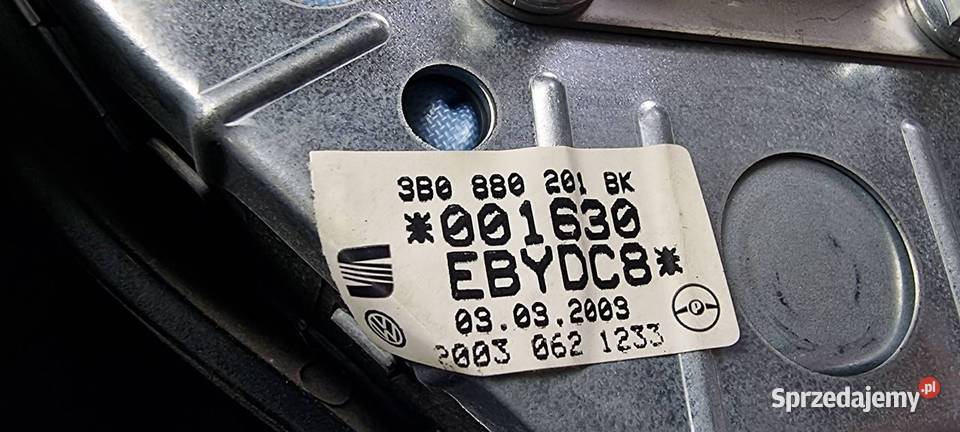 3B0 880 201 BK
*001630
EBYDC8*
09.09.2009
2003 062 1233
Sprzedajemy.pl